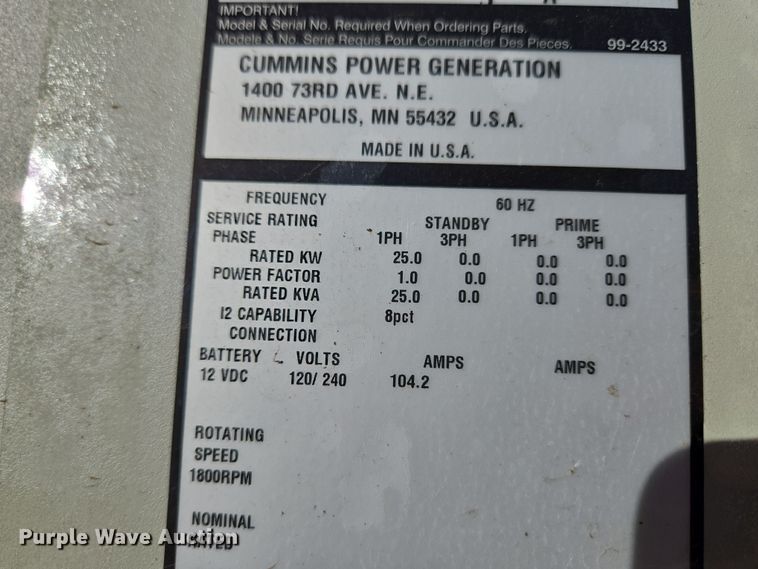 IMPORTANT!
Model & Serial No. Required When Ordering Parts.
Modele & No. Serie Requis Pour Commander Des Pieces. 99-2433
CUMMINS POWER GENERATION
1400 73RD AVE. N.E.
MINNEAPOLIS, MN 55432 U.S.A.
MADE IN U.S.A.
FREQUENCY 60 HZ
SERVICE RATING STANDBY PRIME
PHASE 1PH 3PH 1PH 3PH
RATED KW 25.0 0.0 0.0 0.0
POWER FACTOR 1.0 0.0 0.0 0.0
RATED KVA 25.0 0.0 0.0 0.0
I2 CAPABILITY 8pct
CONNECTION
BATTERY VOLTS AMPS AMPS
12 VDC 120/ 240 104.2
ROTATING
SPEED
1800RPM
NOMINAL
RATED
Purple Wave Auction